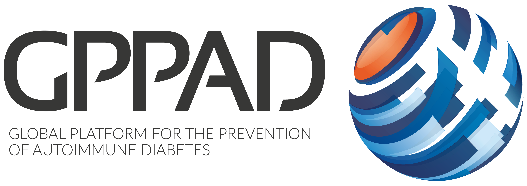 GPPAD
GLOBAL PLATFORM FOR THE PREVENTION
OF AUTOIMMUNE DIABETES